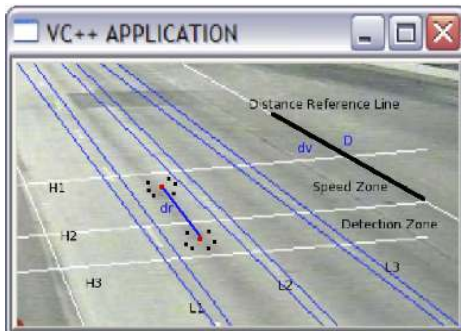 VC++ APPLICATION
Distance Reference Line
D
dv
H1
Speed Zone
dr
Detection Zone
H2
L3
H3
L2
L1